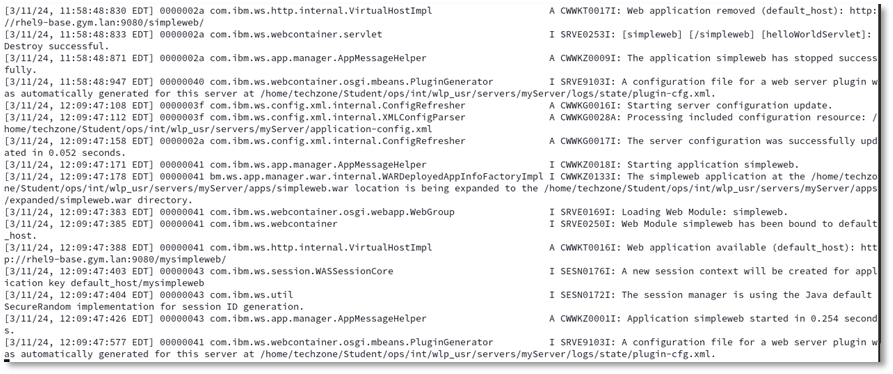 [3/11/24, 11:58:48:830 EDT] 0000002a com.ibm.ws.http.internal.VirtualHostImpl A CWWKT0017I: Web application removed (default_host): http:
//rhel9-base.gym.lan:9080/simpleweb/
[3/11/24, 11:58:48:833 EDT] 0000002a com.ibm.ws.webcontainer.servlet I SRVE0253I: [simpleweb] [/simpleweb] [helloWorldServlet]:
Destroy successful.
[3/11/24, 11:58:48:871 EDT] 0000002a com.ibm.ws.app.manager.AppMessageHelper A CWWKZ0009I: The application simpleweb has stopped success
fully.
[3/11/24, 11:58:48:947 EDT] 00000040 com.ibm.ws.webcontainer.osgi.mbeans.PluginGenerator I SRVE9103I: A configuration file for a web server plugin w
as automatically generated for this server at /home/techzone/Student/ops/int/wlp_usr/servers/myServer/logs/state/plugin-cfg.xml.
[3/11/24, 12:09:47:108 EDT] 0000003f com.ibm.ws.config.xml.internal.ConfigRefresher A CWWKG0016I: Starting server configuration update.
[3/11/24, 12:09:47:112 EDT] 0000003f com.ibm.ws.config.xml.internal.XMLConfigParser A CWWKG0028A: Processing included configuration resource: /
home/techzone/Student/ops/int/wlp_usr/servers/myServer/application-config.xml
[3/11/24, 12:09:47:158 EDT] 0000002a com.ibm.ws.config.xml.internal.ConfigRefresher A CWWKG0017I: The server configuration was successfully upd
ated in 0.052 seconds.
[3/11/24, 12:09:47:171 EDT] 00000041 com.ibm.ws.app.manager.AppMessageHelper I CWWKZ0018I: Starting application simpleweb.
[3/11/24, 12:09:47:178 EDT] 00000041 bm.ws.app.manager.war.internal.WARDeployedAppInfoFactoryImpl I CWWKZ0133I: The simpleweb application at the /home/techzo
ne/Student/ops/int/wlp_usr/servers/myServer/apps/simpleweb.war location is being expanded to the /home/techzone/Student/ops/int/wlp_usr/servers/myServer/apps
/expanded/simpleweb.war directory.
[3/11/24, 12:09:47:383 EDT] 00000041 com.ibm.ws.webcontainer.osgi.webapp.WebGroup I SRVE0169I: Loading Web Module: simpleweb.
[3/11/24, 12:09:47:385 EDT] 00000041 com.ibm.ws.webcontainer I SRVE0250I: Web Module simpleweb has been bound to default
_host.
[3/11/24, 12:09:47:388 EDT] 00000041 com.ibm.ws.http.internal.VirtualHostImpl A CWWKT0016I: Web application available (default_host): htt
p://rhel9-base.gym.lan:9080/mysimpleweb/
[3/11/24, 12:09:47:403 EDT] 00000043 com.ibm.ws.session.WASSessionCore I SESN0176I: A new session context will be created for appl
ication key default_host/mysimpleweb
[3/11/24, 12:09:47:404 EDT] 00000043 com.ibm.ws.util I SESN0172I: The session manager is using the Java default
SecureRandom implementation for session ID generation.
[3/11/24, 12:09:47:426 EDT] 00000043 com.ibm.ws.app.manager.AppMessageHelper A CWWKZ0001I: Application simpleweb started in 0.254 second
s.
[3/11/24, 12:09:47:577 EDT] 00000041 com.ibm.ws.webcontainer.osgi.mbeans.PluginGenerator I SRVE9103I: A configuration file for a web server plugin w
as automatically generated for this server at /home/techzone/Student/ops/int/wlp_usr/servers/myServer/logs/state/plugin-cfg.xml.